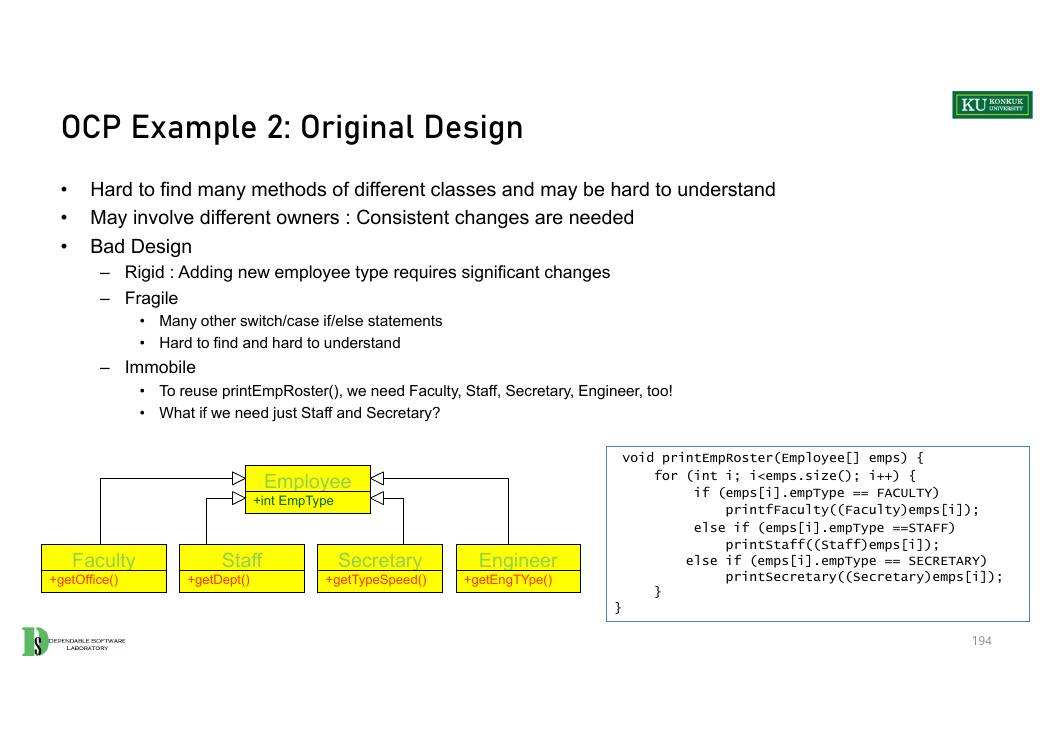 KU KONKUK
UNIVERSITY
OCP Example 2: Original Design
• Hard to find many methods of different classes and may be hard to understand
• May involve different owners : Consistent changes are needed
• Bad Design
– Rigid : Adding new employee type requires significant changes
– Fragile
• Many other switch/case if/else statements
• Hard to find and hard to understand
– Immobile
• To reuse printEmpRoster(), we need Faculty, Staff, Secretary, Engineer, too!
• What if we need just Staff and Secretary?
Employee
+int EmpType
Faculty
+getOffice()
Staff
+getDept()
Secretary
+getTypeSpeed()
Engineer
+getEngTYpe()
void printEmpRoster(Employee[] emps) {
for (int i; i<emps.size(); i++) {
if (emps[i].empType == FACULTY)
printfFaculty((Faculty)emps[i]);
else if (emps[i].empType ==STAFF)
printStaff((Staff)emps[i]);
else if (emps[i].empType == SECRETARY)
printSecretary((Secretary)emps[i]);
}
}
DS DEPENDABLE SOFTWARE
LABORATORY
194